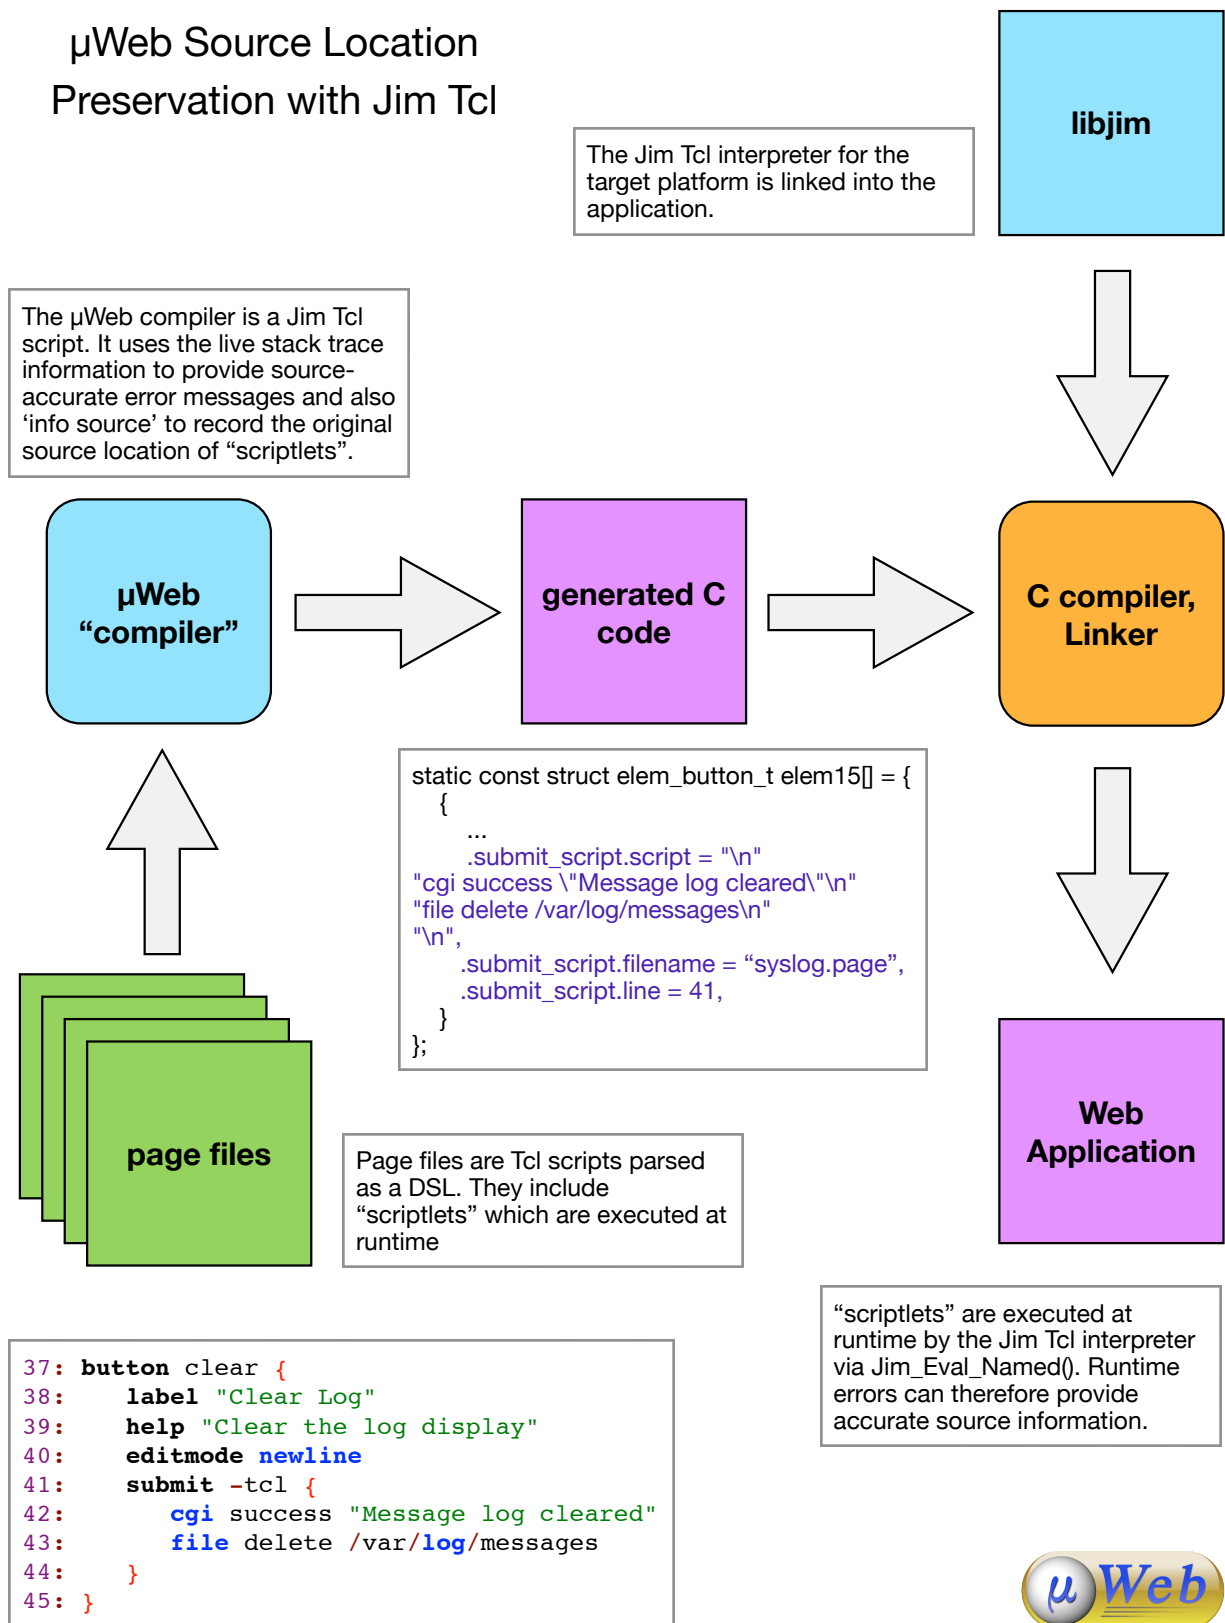 µWeb Source Location
Preservation with Jim Tcl
libjim
The Jim Tcl interpreter for the
target platform is linked into the
application.
The µWeb compiler is a Jim Tcl
script. It uses the live stack trace
information to provide source-
accurate error messages and also
‘info source’ to record the original
source location of “scriptlets”.
µWeb
“compiler”
generated C
code
C compiler,
Linker
static const struct elem_button_t elem15[] = {
{
...
.submit_script.script = "\n"
"cgi success \"Message log cleared\"\n"
"file delete /var/log/messages\n"
"\n",
.submit_script.filename = “syslog.page”,
.submit_script.line = 41,
}
};
page files
Page files are Tcl scripts parsed
as a DSL. They include
“scriptlets” which are executed at
runtime
Web
Application
“scriptlets” are executed at
runtime by the Jim Tcl interpreter
via Jim_Eval_Named(). Runtime
errors can therefore provide
accurate source information.
37: button clear {
38:    label "Clear Log"
39:    help "Clear the log display"
40:    editmode newline
41:    submit -tcl {
42:       cgi success "Message log cleared"
43:       file delete /var/log/messages
44:    }
45: }
µ Web